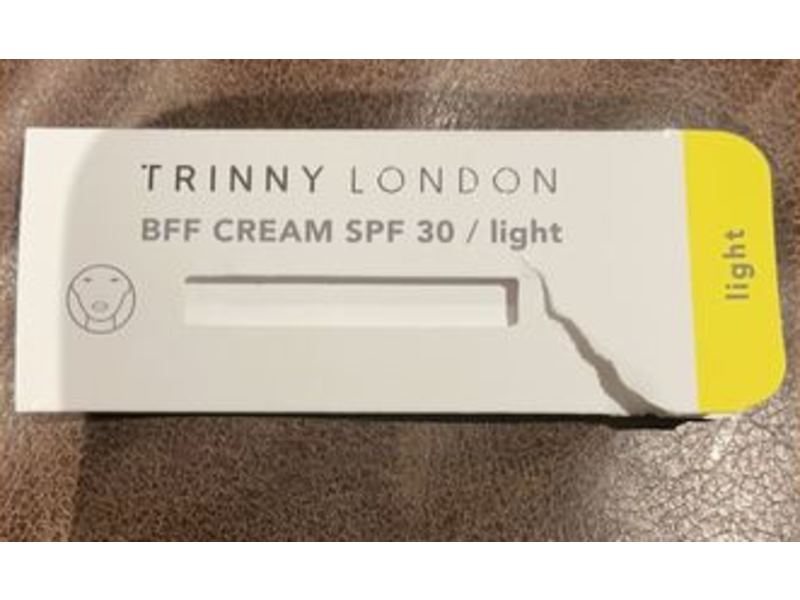 TRINNY LONDON
BFF CREAM SPF 30 / light
light